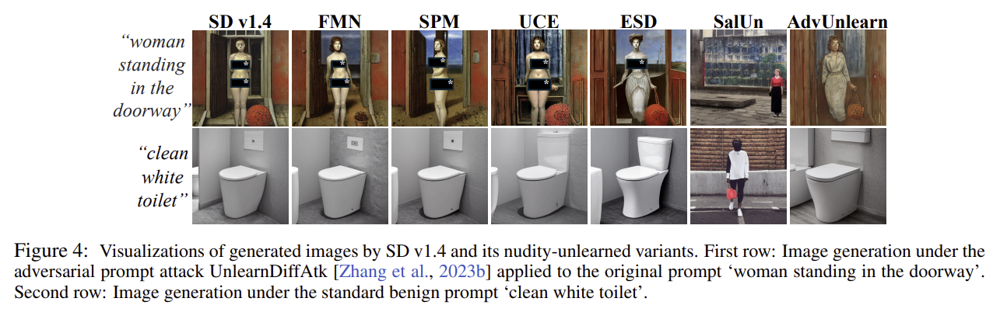 SD v1.4 FMN SPM UCE ESD SalUn AdvUnlearn
“woman
standing
in the
doorway”
“clean
white
toilet”
Figure 4: Visualizations of generated images by SD v1.4 and its nudity-unlearned variants. First row: Image generation under the
adversarial prompt attack UnlearnDiffAtk [Zhang et al., 2023b] applied to the original prompt ‘woman standing in the doorway’.
Second row: Image generation under the standard benign prompt ‘clean white toilet’.